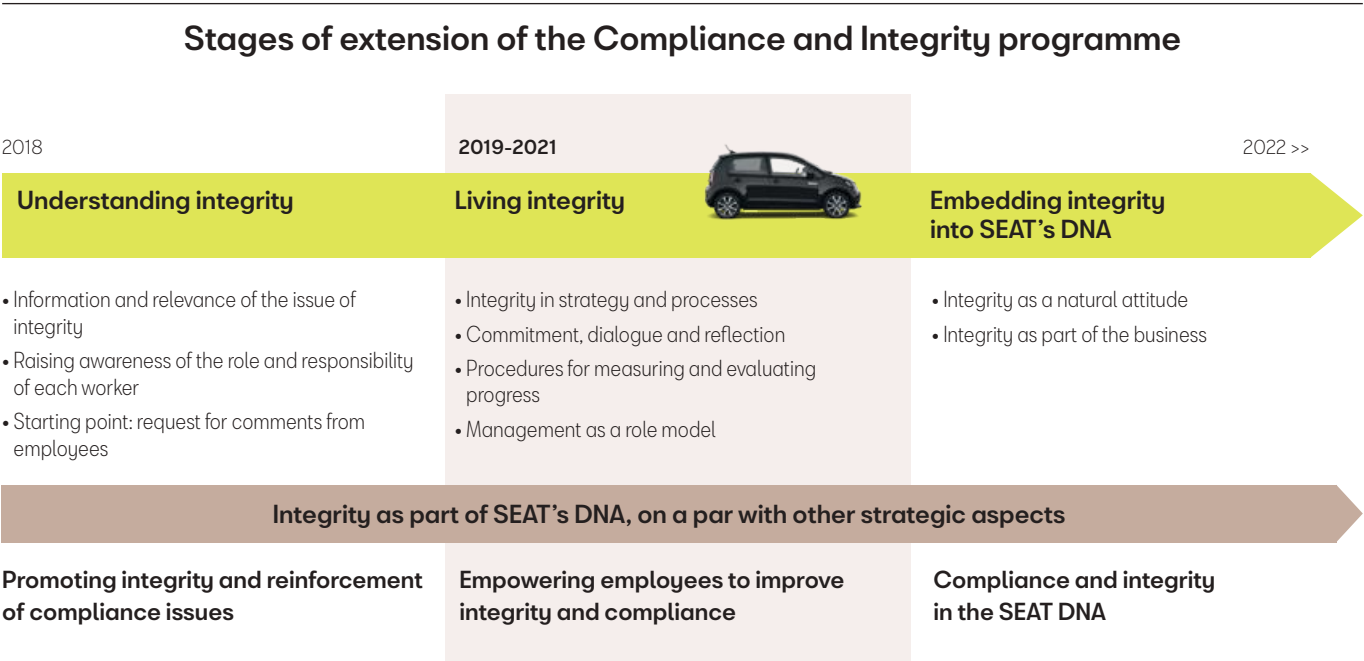 Stages of extension of the Compliance and Integrity programme
2018
2019-2021
2022 >>
Understanding integrity
Living integrity
Embedding integrity
into SEAT's DNA
• Information and relevance of the issue of
integrity
• Raising awareness of the role and responsibility
of each worker
• Starting point: request for comments from
employees
• Integrity in strategy and processes
• Commitment, dialogue and reflection
• Procedures for measuring and evaluating
progress
• Management as a role model
• Integrity as a natural attitude
• Integrity as part of the business
Integrity as part of SEAT's DNA, on a par with other strategic aspects
Promoting integrity and reinforcement
of compliance issues
Empowering employees to improve
integrity and compliance
Compliance and integrity
in the SEAT DNA